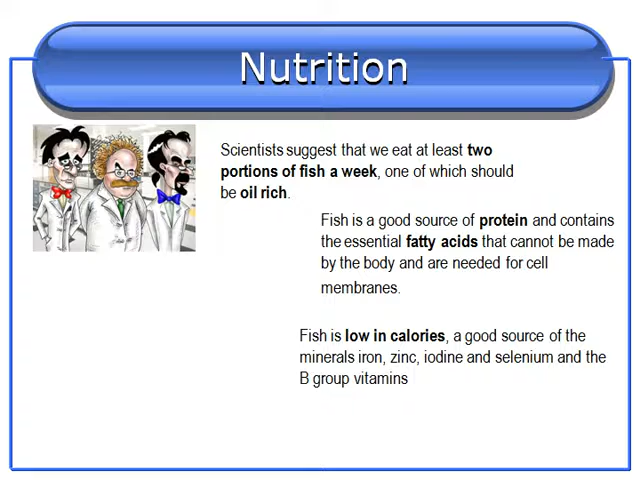 Nutrition
Scientists suggest that we eat at least two
portions of fish a week, one of which should
be oil rich.
Fish is a good source of protein and contains
the essential fatty acids that cannot be made
by the body and are needed for cell
membranes.
Fish is low in calories, a good source of the
minerals iron, zinc, iodine and selenium and the
B group vitamins